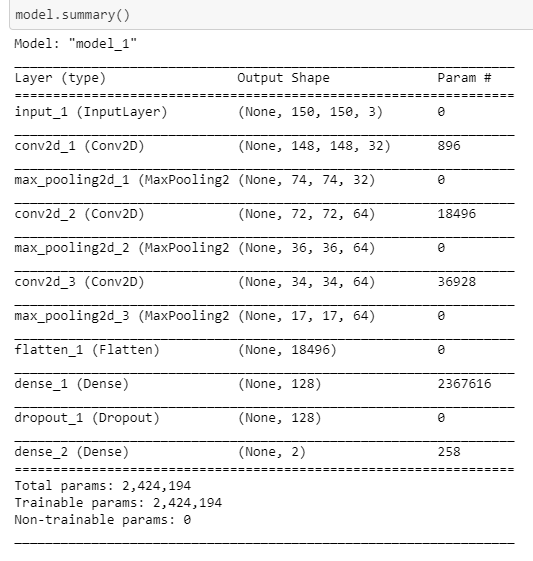 model.summary()
Model: "model_1"
Layer (type) Output Shape Param #
input_1 (InputLayer) (None, 150, 150, 3) 0
conv2d_1 (Conv2D) (None, 148, 148, 32) 896
max_pooling2d_1 (MaxPooling2 (None, 74, 74, 32) 0
conv2d_2 (Conv2D) (None, 72, 72, 64) 18496
max_pooling2d_2 (MaxPooling2 (None, 36, 36, 64) 0
conv2d_3 (Conv2D) (None, 34, 34, 64) 36928
max_pooling2d_3 (MaxPooling2 (None, 17, 17, 64) 0
flatten_1 (Flatten) (None, 18496) 0
dense_1 (Dense) (None, 128) 2367616
dropout_1 (Dropout) (None, 128) 0
dense_2 (Dense) (None, 2) 258
Total params: 2,424,194
Trainable params: 2,424,194
Non-trainable params: 0